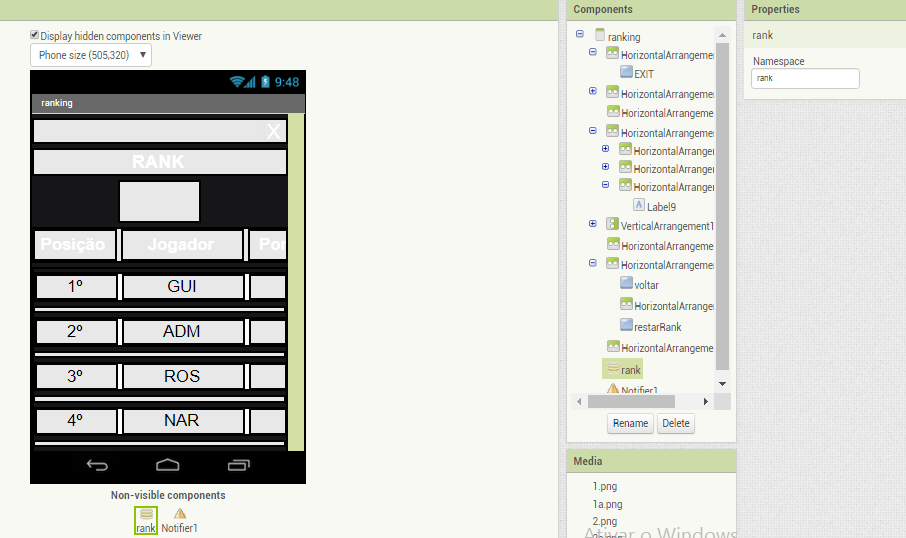 Components
Properties
Display hidden components in Viewer
Phone size (505,320)
9:48
ranking
X
RANK
Posição Jogador Por
1º GUI
2º ADM
3º ROS
4º NAR
Non-visible components
rank Notifier1
ranking
HorizontalArrangeme
EXIT
HorizontalArrangeme
HorizontalArrangeme
HorizontalArrangeme
HorizontalArranger
HorizontalArranger
HorizontalArranger
Label9
VerticalArrangement1
HorizontalArrangeme
HorizontalArrangeme
voltar
HorizontalArranger
restarRank
HorizontalArrangeme
rank
Notifier1
Rename Delete
Media
1.png
1a.png
2.png
Ativar o Windows
rank
Namespace
rank